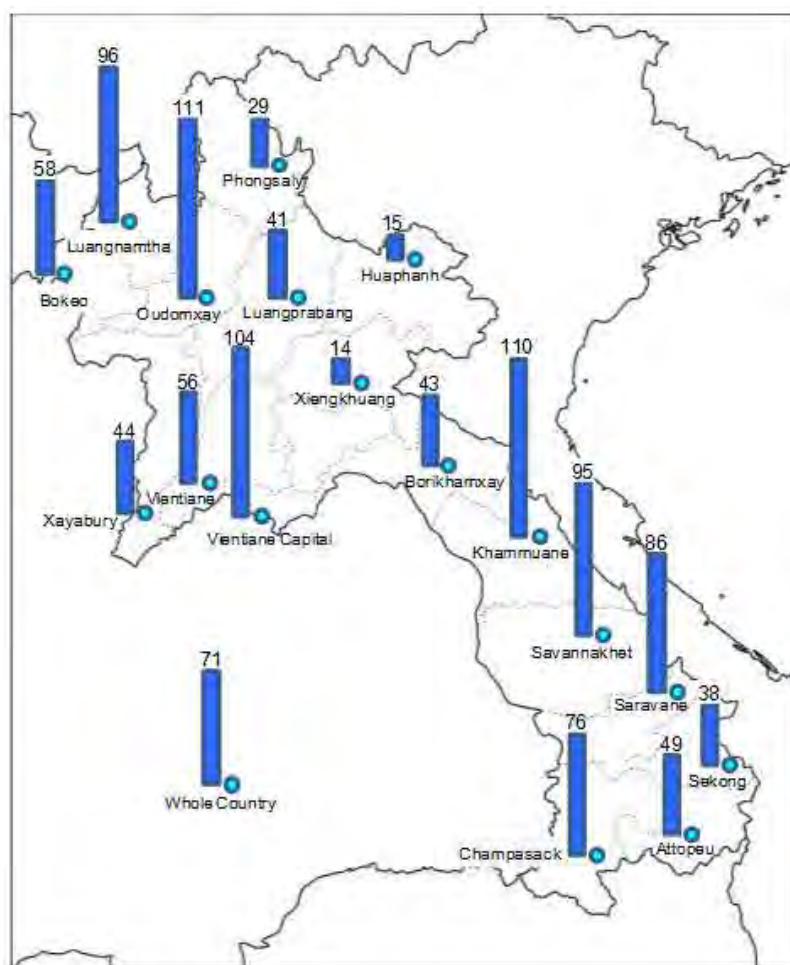 96
111
29
Phongsaly
58
Luangnamtha
41
15
Huaphanh
Bokeo
Oudomxay
Luangprabang
104
14
110
Xiengkhuang
56
43
44
Vientiane
Borikhamxay
Xayabury
Vientiane Capital
95
Khammuane
86
Savannakhet
71
Saravane
38
76
49
Sekong
Whole Country
Attopeu
Champasack